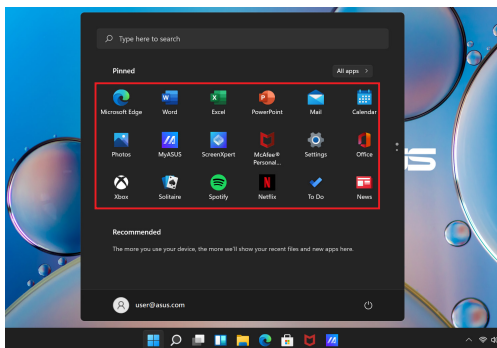 Type here to search
Pinned
All apps >
Microsoft Edge Word Excel PowerPoint Mail Calendar
Photos MyASUS ScreenXpert McAfee® Personal... Settings Office
Xbox Solitaire Spotify Netflix To Do News
Recommended
The more you use your device, the more we'll show your recent files and new apps here.
user@asus.com